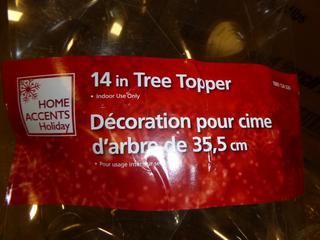 14 in Tree Topper
• Indoor Use Only
HOME
ACCENTS
Holiday
Décoration pour cime
d'arbre de 35,5 cm
• Pour usage intérieur